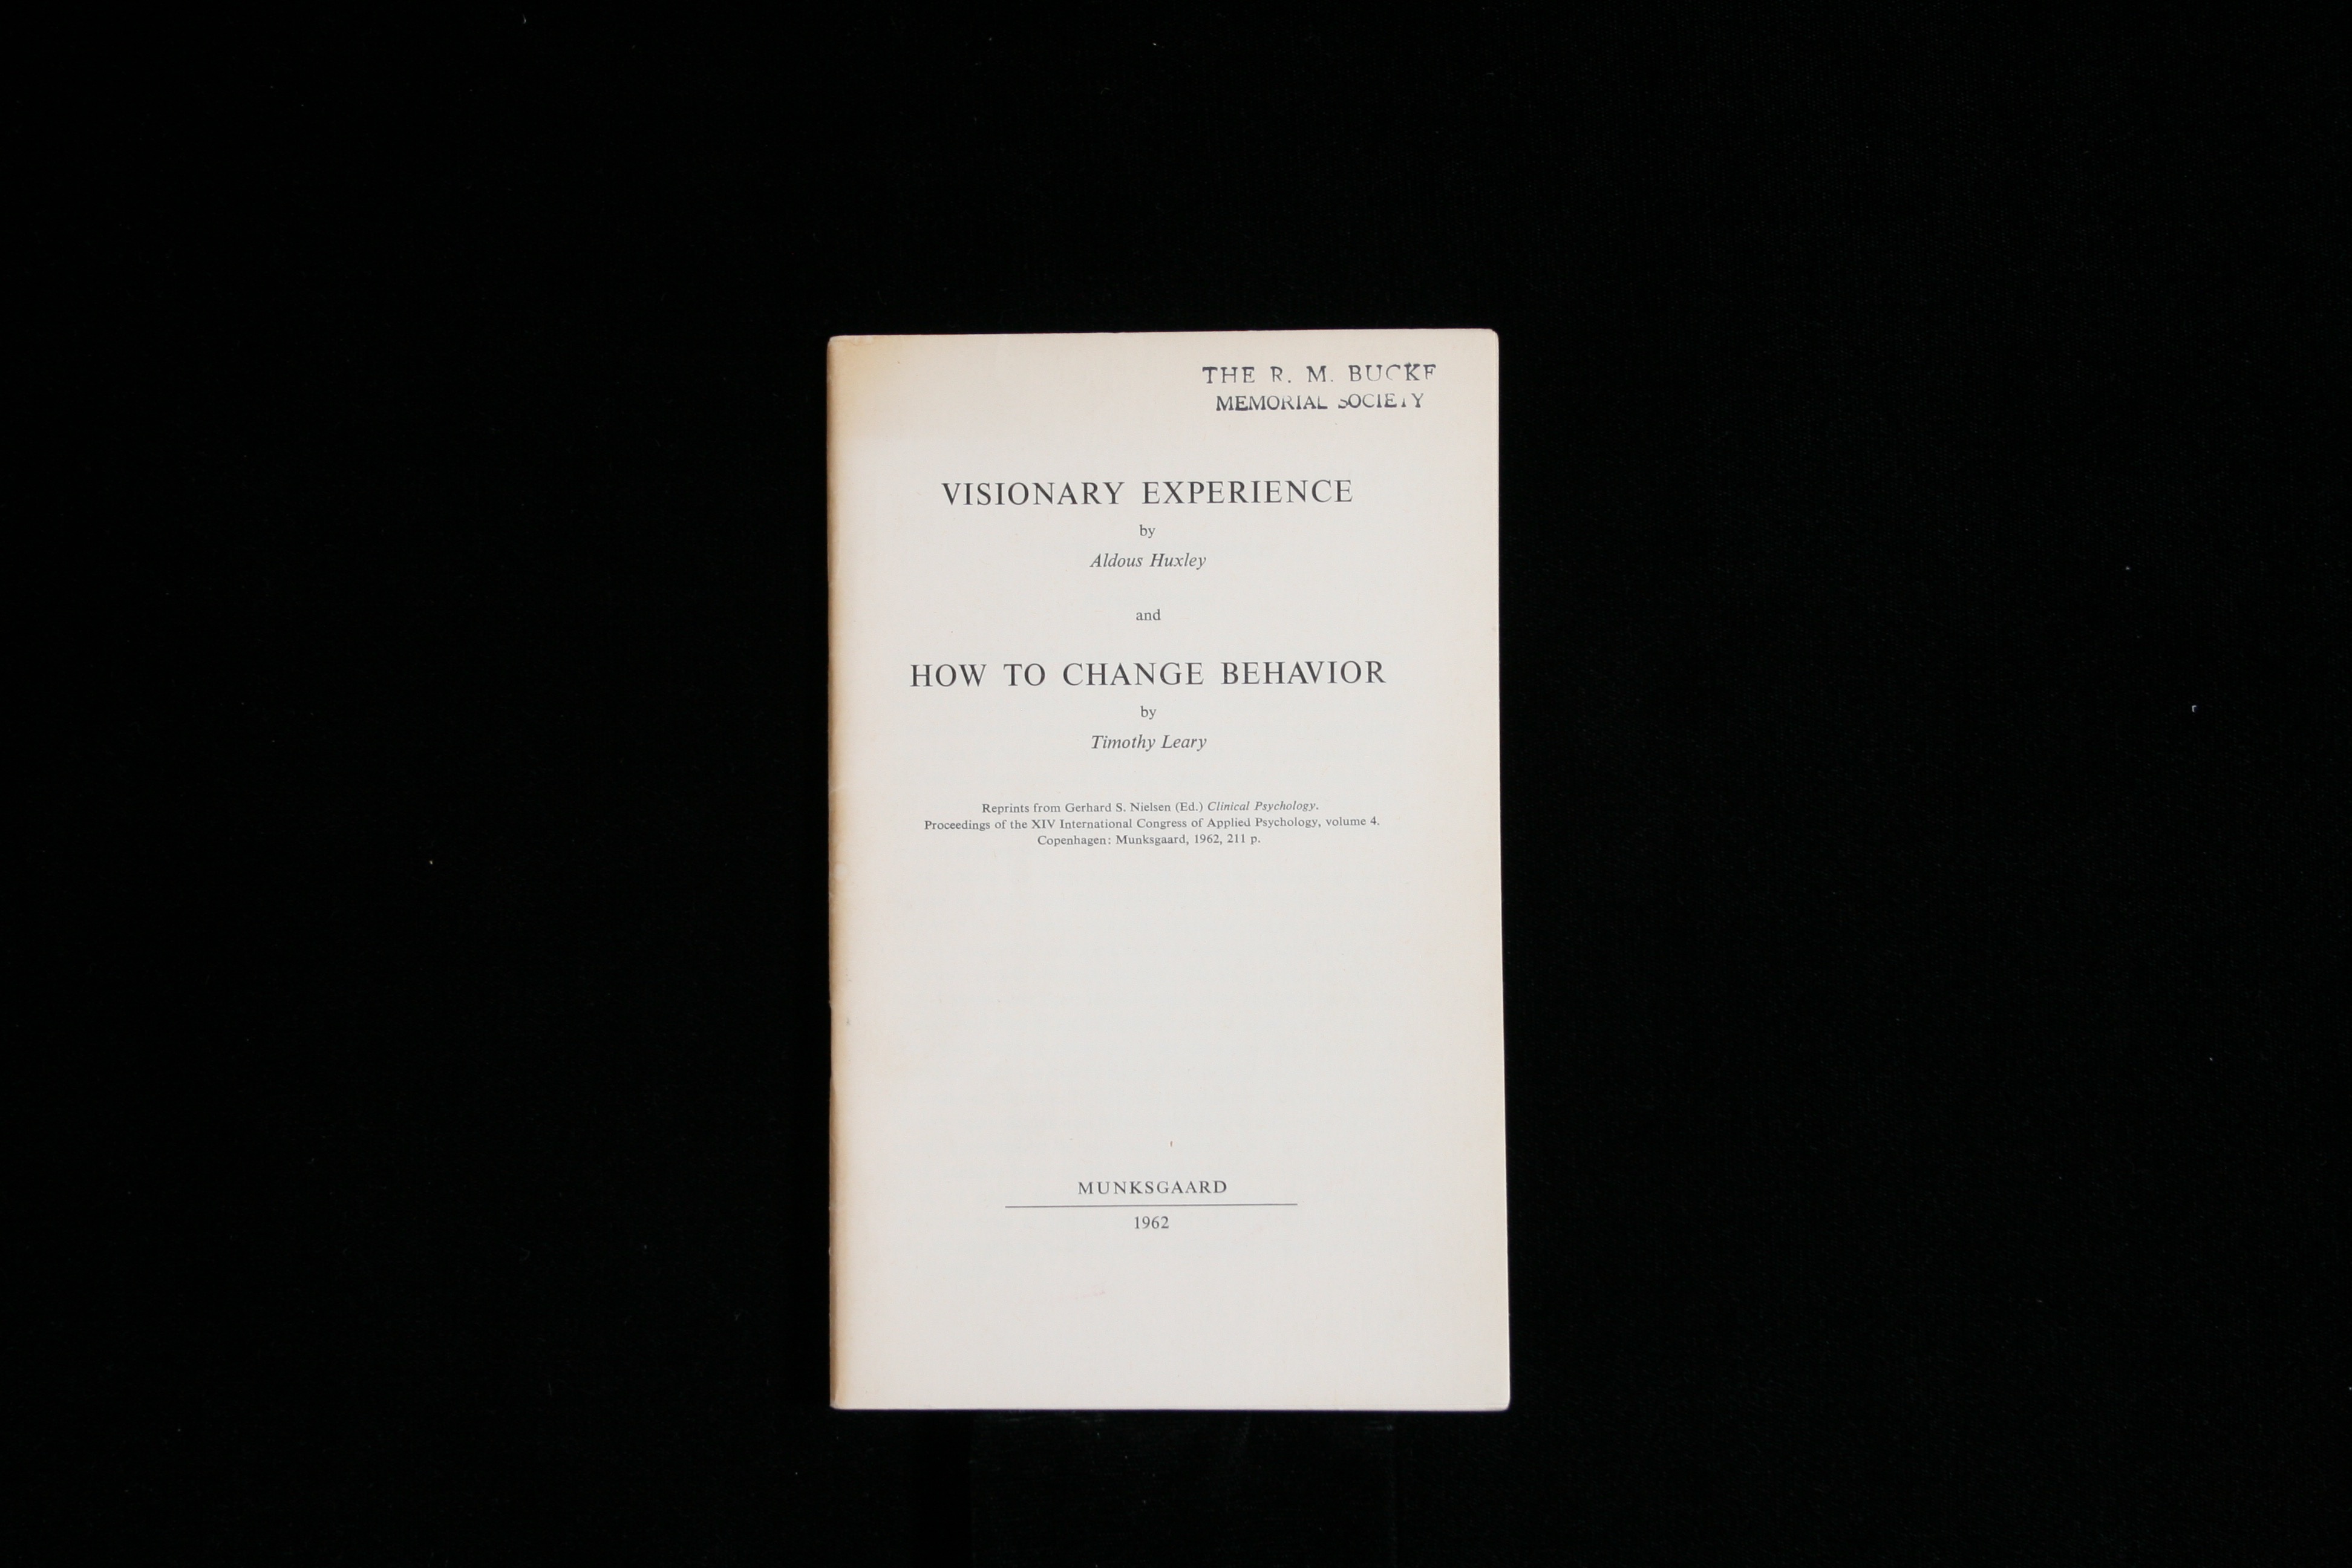 THE R. M. BUCKE
MEMORIAL SOCIETY
VISIONARY EXPERIENCE
by
Aldous Huxley
and
HOW TO CHANGE BEHAVIOR
by
Timothy Leary
Reprints from Gerhard S. Nielsen (Ed.) Clinical Psychology.
Proceedings of the XIV International Congress of Applied Psychology, volume 4.
Copenhagen: Munksgaard, 1962, 211 p.
MUNKSGAARD
1962